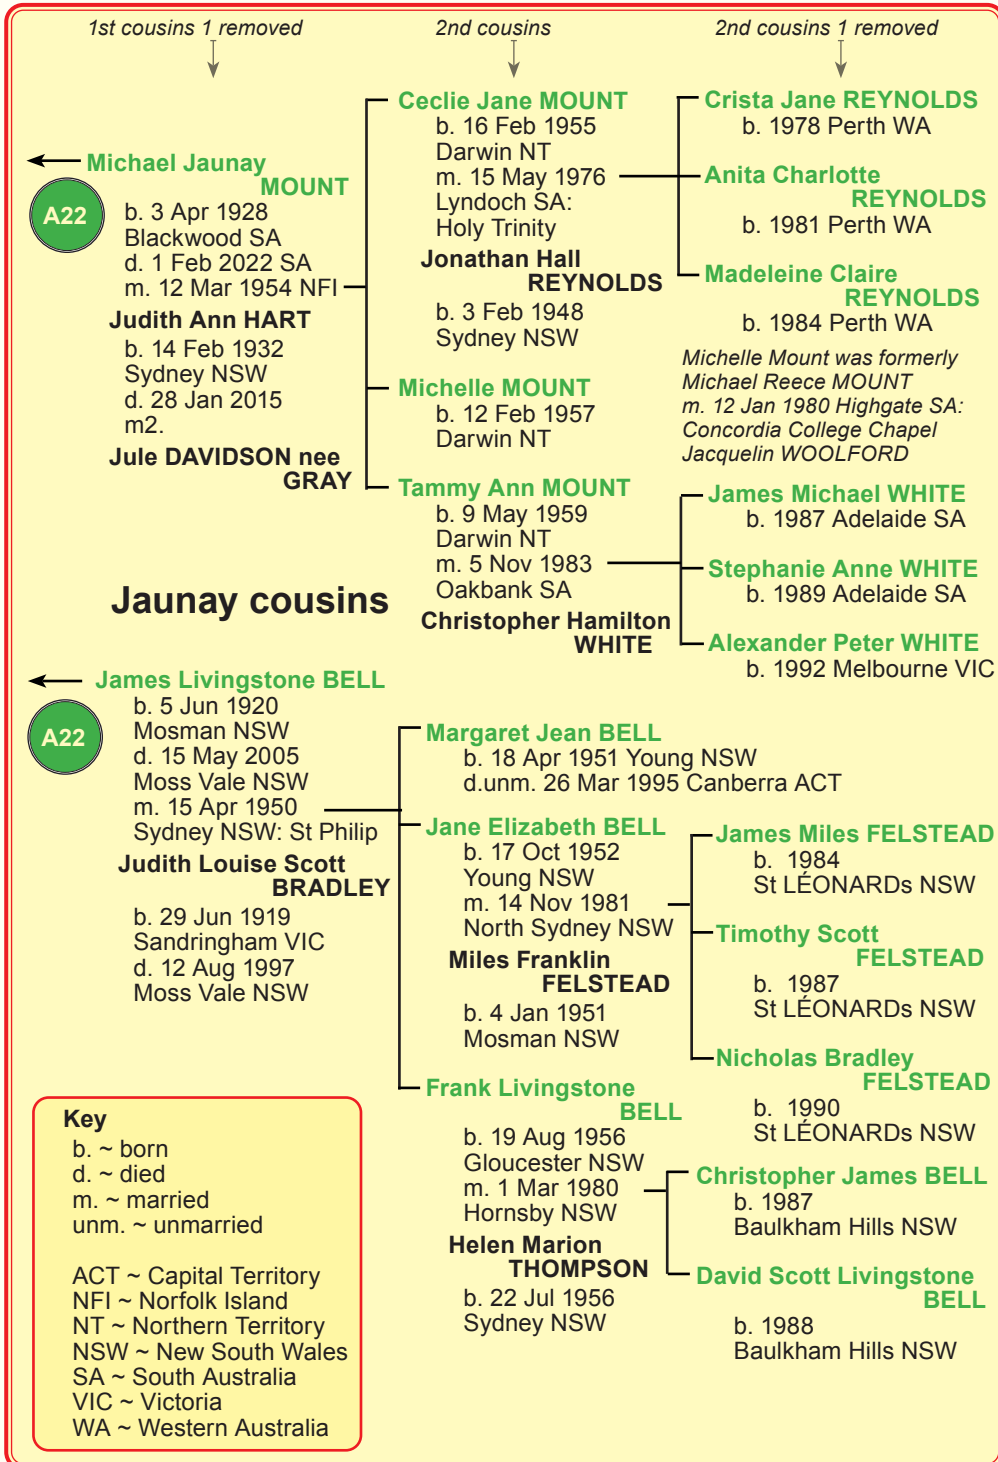 1st cousins 1 removed
2nd cousins
2nd cousins 1 removed
Michael Jaunay
MOUNT
A22
b. 3 Apr 1928
Blackwood SA
d. 1 Feb 2022 SA
m. 12 Mar 1954 NFI
Judith Ann HART
b. 14 Feb 1932
Sydney NSW
d. 28 Jan 2015
m2.
Jule DAVIDSON nee
GRAY
Ceclie Jane MOUNT
b. 16 Feb 1955
Darwin NT
m. 15 May 1976
Lyndoch SA:
Holy Trinity
Jonathan Hall
REYNOLDS
b. 3 Feb 1948
Sydney NSW
Michelle MOUNT
b. 12 Feb 1957
Darwin NT
Tammy Ann MOUNT
b. 9 May 1959
Darwin NT
m. 5 Nov 1983
Oakbank SA
Christopher Hamilton
WHITE
Crista Jane REYNOLDS
b. 1978 Perth WA
Anita Charlotte
REYNOLDS
b. 1981 Perth WA
Madeleine Claire
REYNOLDS
b. 1984 Perth WA
Michelle Mount was formerly
Michael Reece MOUNT
m. 12 Jan 1980 Highgate SA:
Concordia College Chapel
Jacquelin WOOLFORD
James Michael WHITE
b. 1987 Adelaide SA
Stephanie Anne WHITE
b. 1989 Adelaide SA
Alexander Peter WHITE
b. 1992 Melbourne VIC
Jaunay cousins
James Livingstone BELL
A22
b. 5 Jun 1920
Mosman NSW
d. 15 May 2005
Moss Vale NSW
m. 15 Apr 1950
Sydney NSW: St Philip
Judith Louise Scott
BRADLEY
b. 29 Jun 1919
Sandringham VIC
d. 12 Aug 1997
Moss Vale NSW
Margaret Jean BELL
b. 18 Apr 1951 Young NSW
d.unm. 26 Mar 1995 Canberra ACT
Jane Elizabeth BELL
b. 17 Oct 1952
Young NSW
m. 14 Nov 1981
North Sydney NSW
Miles Franklin
FELSTEAD
b. 4 Jan 1951
Mosman NSW
Frank Livingstone
BELL
b. 19 Aug 1956
Gloucester NSW
m. 1 Mar 1980
Hornsby NSW
Helen Marion
THOMPSON
b. 22 Jul 1956
Sydney NSW
James Miles FELSTEAD
b. 1984
St LÉONARDs NSW
Timothy Scott
FELSTEAD
b. 1987
St LÉONARDs NSW
Nicholas Bradley
FELSTEAD
b. 1990
St LÉONARDs NSW
Christopher James BELL
b. 1987
Baulkham Hills NSW
David Scott Livingstone
BELL
b. 1988
Baulkham Hills NSW
Key
b. ~ born
d. ~ died
m. ~ married
unm. ~ unmarried
ACT ~ Capital Territory
NFI ~ Norfolk Island
NT ~ Northern Territory
NSW ~ New South Wales
SA ~ South Australia
VIC ~ Victoria
WA ~ Western Australia